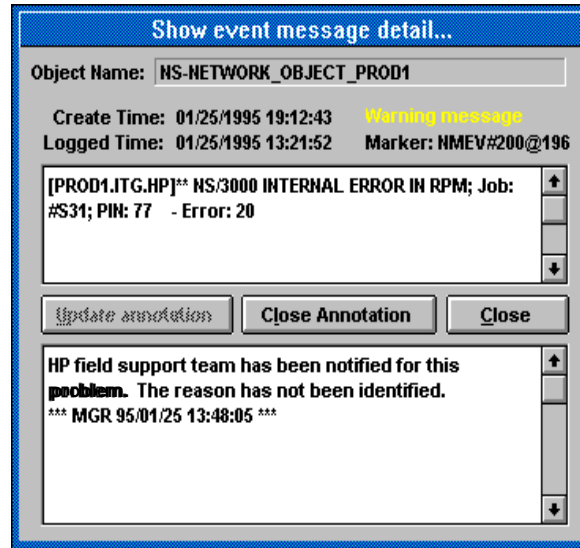 Show event message detail...
Object Name: NS-NETWORK_OBJECT_PROD1
Create Time: 01/25/1995 19:12:43 Warning message
Logged Time: 01/25/1995 13:21:52 Marker: NMEV#200@196
[PROD1.ITG.HP]** NS/3000 INTERNAL ERROR IN RPM; Job:
#S31; PIN: 77 - Error: 20
Update annotation Close Annotation Close
HP field support team has been notified for this
problem. The reason has not been identified.
*** MGR 95/01/25 13:48:05 ***